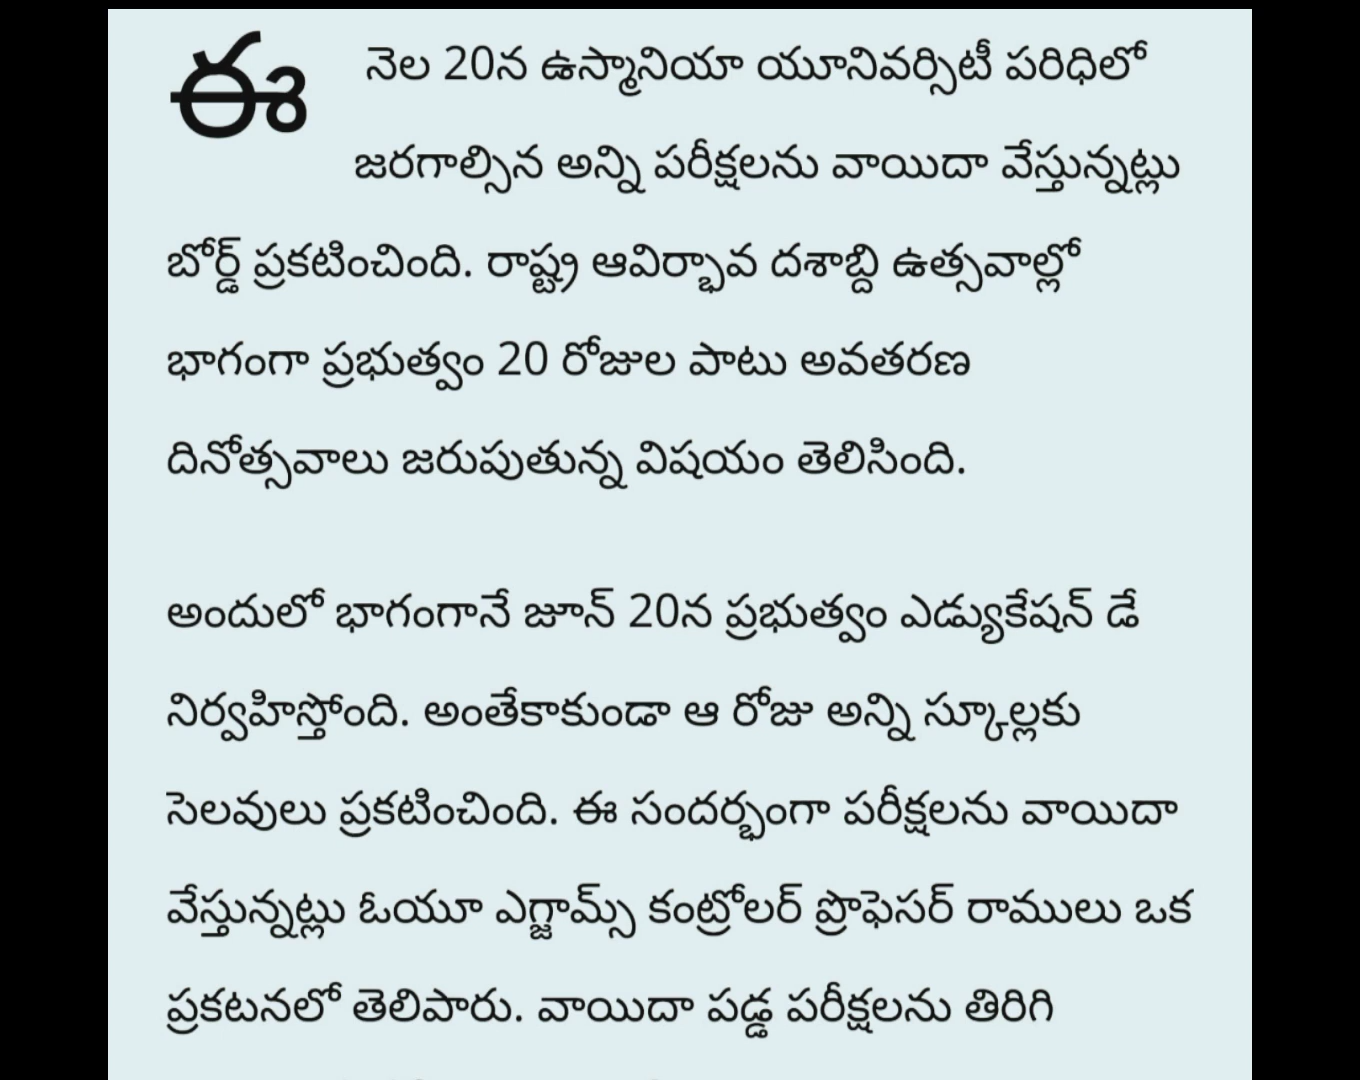 ఈ నెల 20న ఉస్మానియా యూనివర్సిటీ పరిధిలో
జరగాల్సిన అన్ని పరీక్షలను వాయిదా వేస్తున్నట్లు
బోర్డ్ ప్రకటించింది. రాష్ట్ర ఆవిర్భావ దశాబ్ది ఉత్సవాల్లో
భాగంగా ప్రభుత్వం 20 రోజుల పాటు అవతరణ
దినోత్సవాలు జరుపుతున్న విషయం తెలిసింది.
అందులో భాగంగానే జూన్ 20న ప్రభుత్వం ఎడ్యుకేషన్ డే
నిర్వహిస్తోంది. అంతేకాకుండా ఆ రోజు అన్ని స్కూల్లకు
సెలవులు ప్రకటించింది. ఈ సందర్భంగా పరీక్షలను వాయిదా
వేస్తున్నట్లు ఓయూ ఎగ్జామ్స్ కంట్రోలర్ ప్రొఫెసర్ రాములు ఒక
ప్రకటనలో తెలిపారు. వాయిదా పడ్డ పరీక్షలను తిరిగి